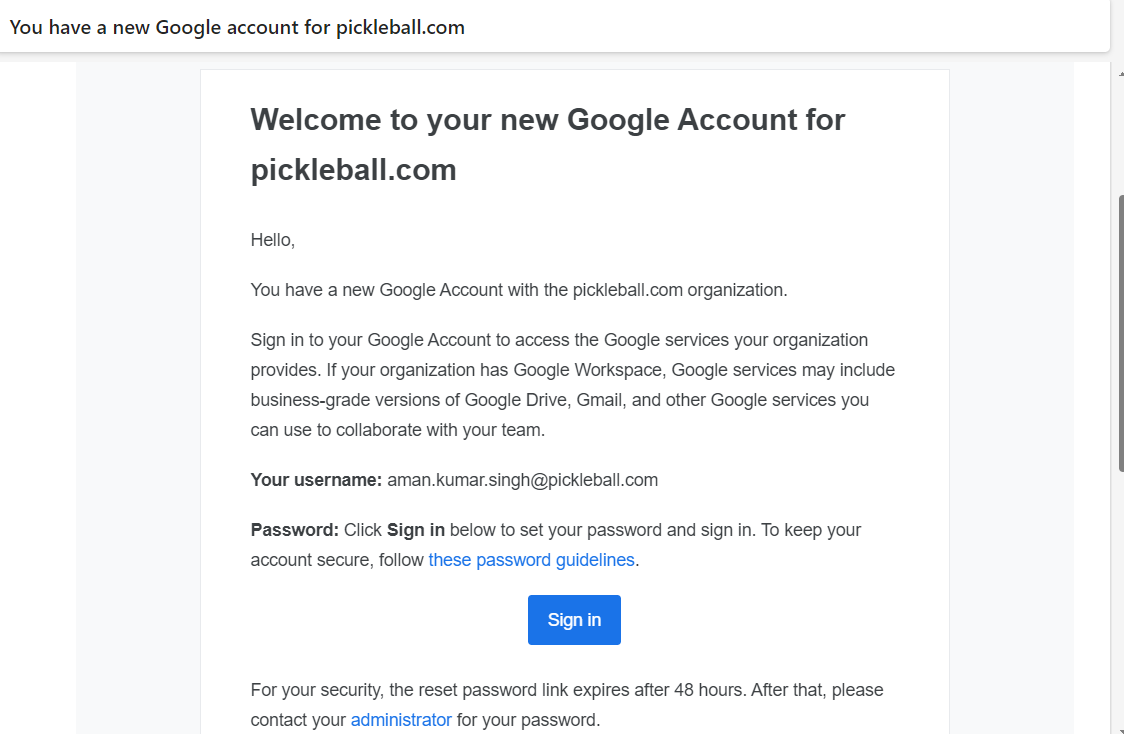 You have a new Google account for pickleball.com
Welcome to your new Google Account for
pickleball.com
Hello,
You have a new Google Account with the pickleball.com organization.
Sign in to your Google Account to access the Google services your organization
provides. If your organization has Google Workspace, Google services may include
business-grade versions of Google Drive, Gmail, and other Google services you
can use to collaborate with your team.
Your username: aman.kumar.singh@pickleball.com
Password: Click Sign in below to set your password and sign in. To keep your
account secure, follow these password guidelines.
Sign in
For your security, the reset password link expires after 48 hours. After that, please
contact your administrator for your password.